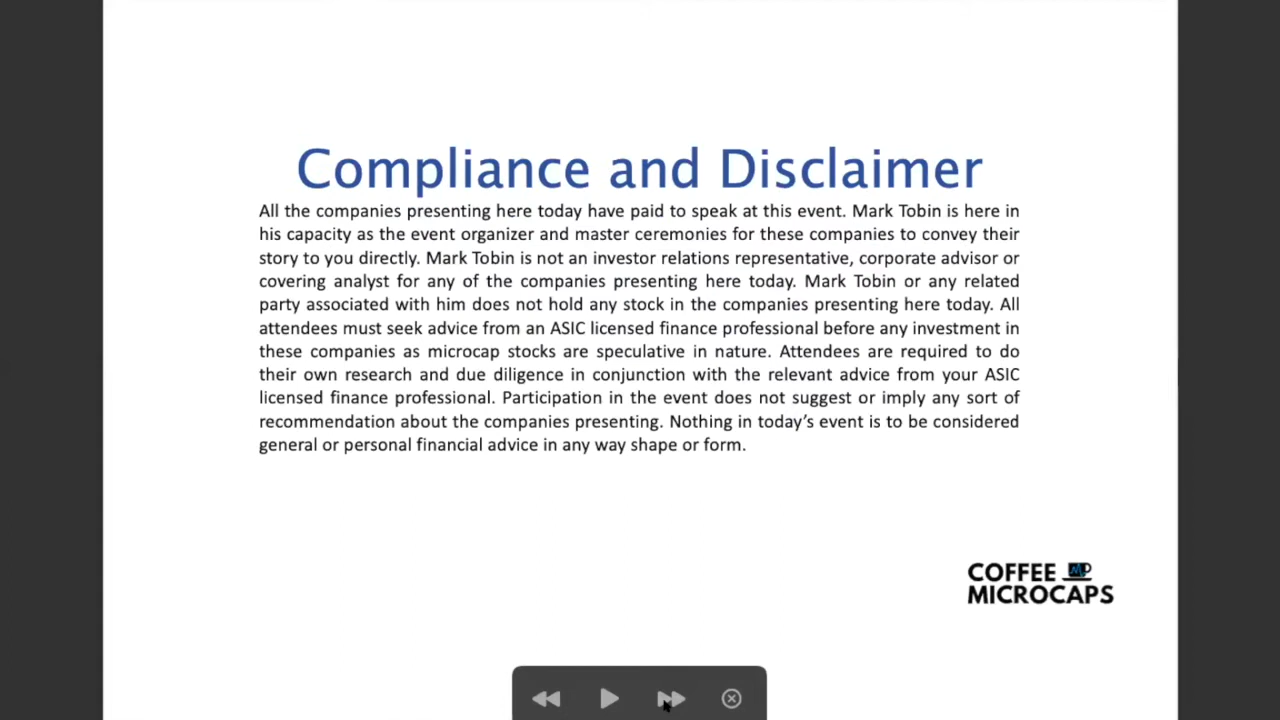 Compliance and Disclaimer
All the companies presenting here today have paid to speak at this event. Mark Tobin is here in
his capacity as the event organizer and master ceremonies for these companies to convey their
story to you directly. Mark Tobin is not an investor relations representative, corporate advisor or
covering analyst for any of the companies presenting here today. Mark Tobin or any related
party associated with him does not hold any stock in the companies presenting here today. All
attendees must seek advice from an ASIC licensed finance professional before any investment in
these companies as microcap stocks are speculative in nature. Attendees are required to do
their own research and due diligence in conjunction with the relevant advice from your ASIC
licensed finance professional. Participation in the event does not suggest or imply any sort of
recommendation about the companies presenting. Nothing in today’s event is to be considered
general or personal financial advice in any way shape or form.
COFFEE
MICROCAPS